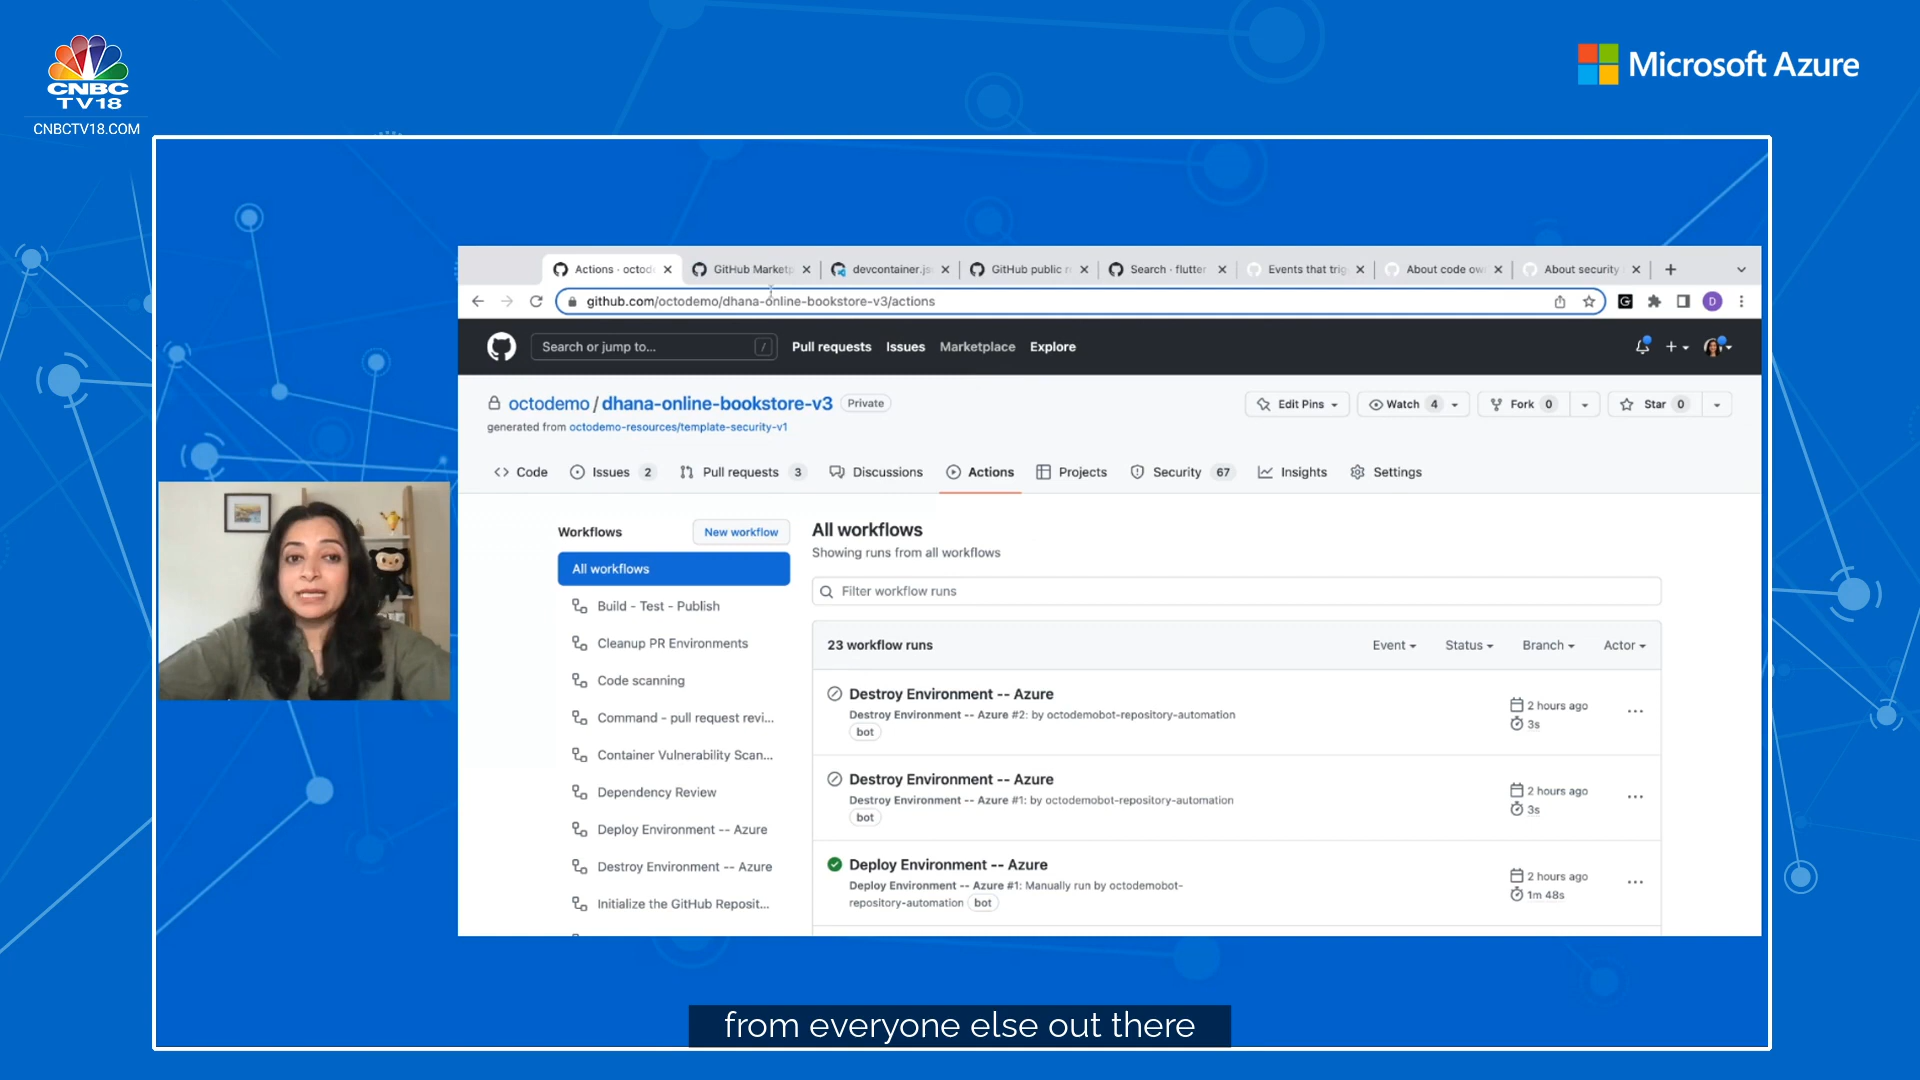 CNBC
TV18
CNBCTV18.COM
Microsoft Azure
Actions · octod
GitHub Marketp
devcontainer.js
GitHub public r
Search · flutter
Events that trig
About code ow
About security
github.com/octodemo/dhana-online-bookstore-v3/actions
G
D
Search or jump to...
/
Pull requests
Issues
Marketplace
Explore
octodemo / dhana-online-bookstore-v3
Private
generated from octodemo-resources/template-security-v1
Edit Pins
Watch 4
Fork 0
Star 0
Code
Issues 2
Pull requests 3
Discussions
Actions
Projects
Security 67
Insights
Settings
Workflows
New workflow
All workflows
Build - Test - Publish
Cleanup PR Environments
Code scanning
Command - pull request revi...
Container Vulnerability Scan...
Dependency Review
Deploy Environment -- Azure
Destroy Environment -- Azure
Initialize the GitHub Reposit...
All workflows
Showing runs from all workflows
Filter workflow runs
23 workflow runs
Event
Status
Branch
Actor
Destroy Environment -- Azure
Destroy Environment -- Azure #2: by octodemobot-repository-automation
bot
2 hours ago
3s
Destroy Environment -- Azure
Destroy Environment -- Azure #1: by octodemobot-repository-automation
bot
2 hours ago
3s
Deploy Environment -- Azure
Deploy Environment -- Azure #1: Manually run by octodemobot-
repository-automation bot
2 hours ago
1m 48s
from everyone else out there